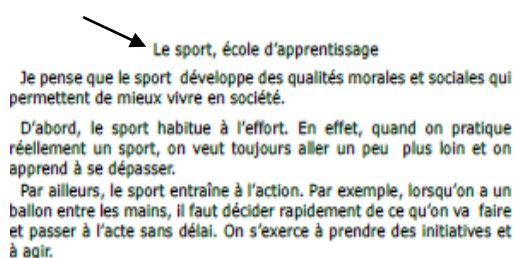 Le sport, école d'apprentissage
Je pense que le sport développe des qualités morales et sociales qui
permettent de mieux vivre en société.
D'abord, le sport habitue à l'effort. En effet, quand on pratique
réellement un sport, on veut toujours aller un peu plus loin et on
apprend à se dépasser.
Par ailleurs, le sport entraîne à l'action. Par exemple, lorsqu'on a un
ballon entre les mains, il faut décider rapidement de ce qu'on va faire
et passer à l'acte sans délai. On s'exerce à prendre des initiatives et
à agir.